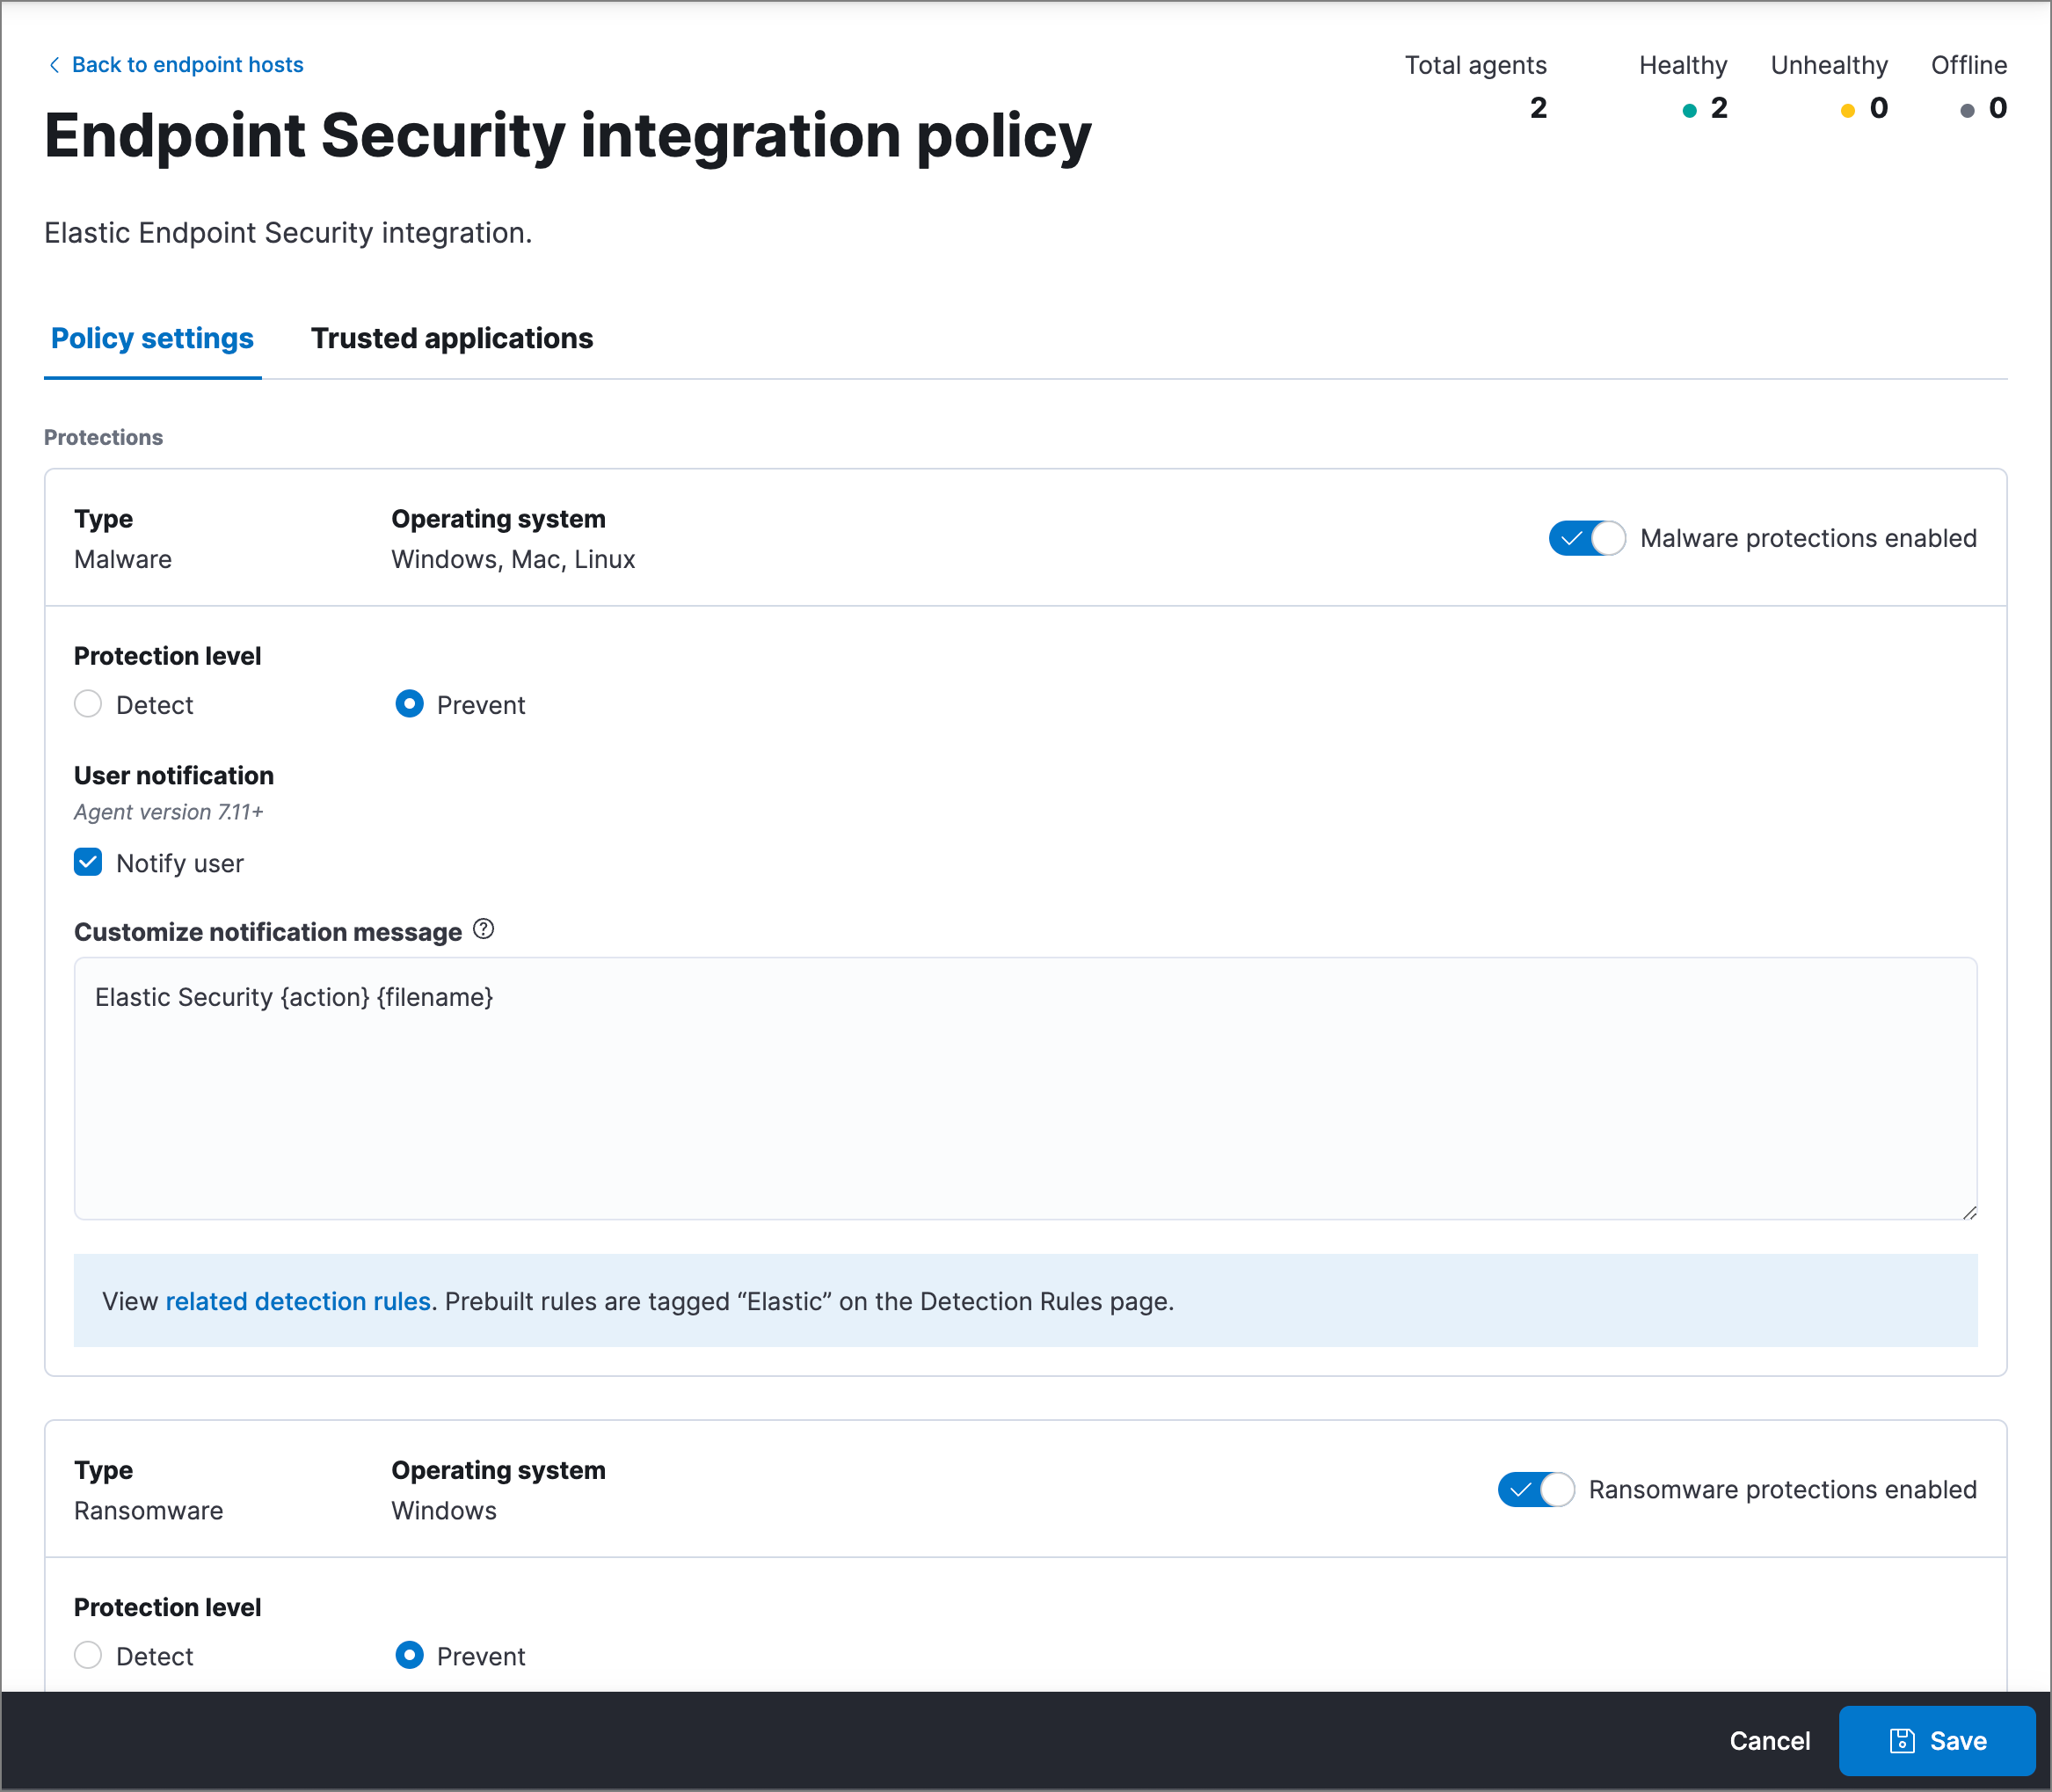 Back to endpoint hosts
Total agents Healthy Unhealthy Offline
2 2 0 0
Endpoint Security integration policy
Elastic Endpoint Security integration.
Policy settings Trusted applications
Protections
Type Operating system
Malware Windows, Mac, Linux
Malware protections enabled
Protection level
Detect Prevent
User notification
Agent version 7.11+
Notify user
Customize notification message
Elastic Security {action} {filename}
View related detection rules. Prebuilt rules are tagged “Elastic” on the Detection Rules page.
Type Operating system
Ransomware Windows
Ransomware protections enabled
Protection level
Detect Prevent
Cancel Save